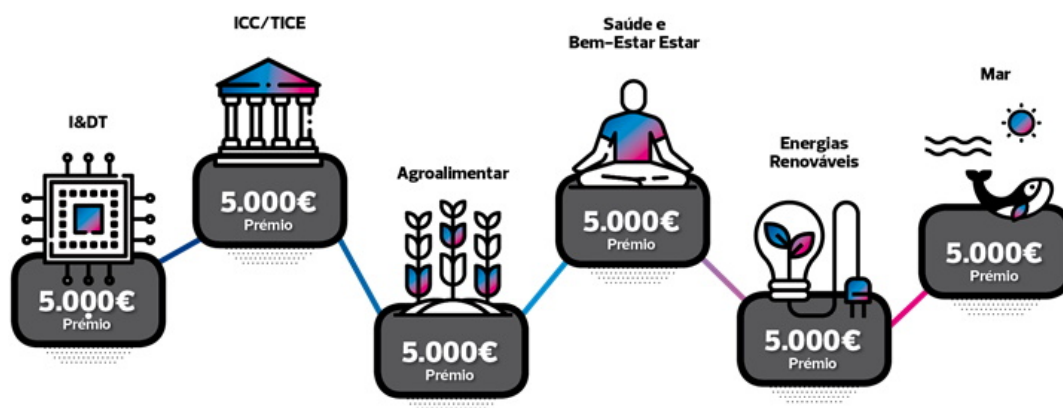 I&DT
5.000€
Prémio
ICC/TICE
5.000€
Prémio
Agroalimentar
5.000€
Prémio
Saúde e
Bem-Estar Estar
5.000€
Prémio
Energias
Renováveis
5.000€
Prémio
Mar
5.000€
Prémio